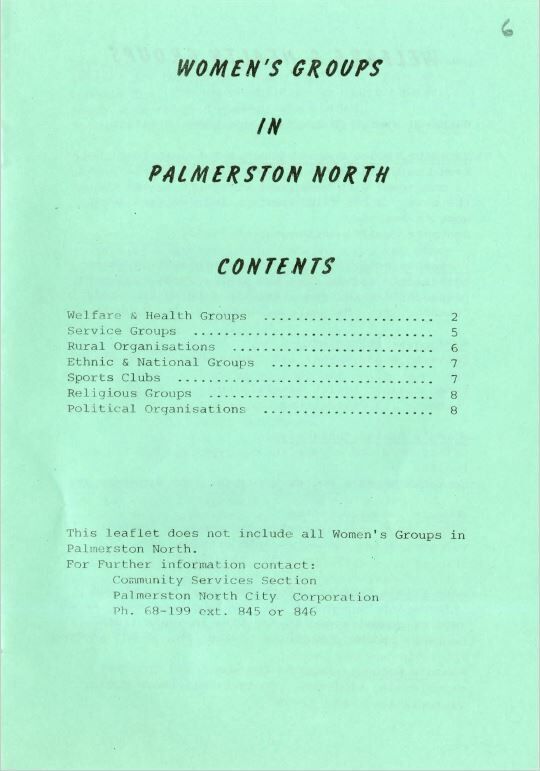 6
WOMEN'S GROUPS
IN
PALMERSTON NORTH
CONTENTS
Welfare & Health Groups ...................... 2
Service Groups ............................... 5
Rural Organisations .......................... 6
Ethnic & National Groups ..................... 7
Sports Clubs ................................. 7
Religious Groups ............................. 8
Political Organisations ...................... 8
This leaflet does not include all Women's Groups in
Palmerston North.
For Further information contact:
Community Services Section
Palmerston North City Corporation
Ph. 68-199 ext. 845 or 846